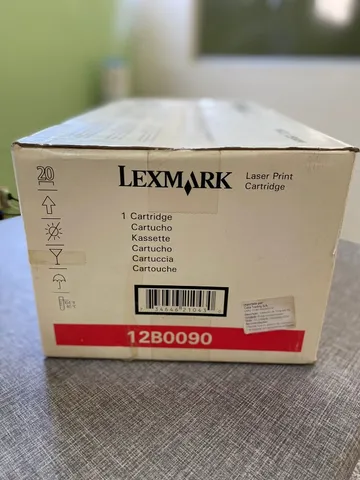 20
LEXMARK
Laser Print
Cartridge
1 Cartridge
Cartucho
Kassette
Cartucho
Cartuccia
Cartouche
12B0090